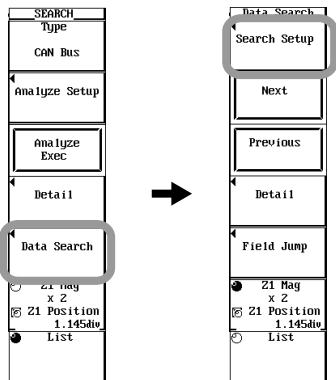 SEARCH
Type
CAN Bus
Analyze Setup
Analyze
Exec
Detail
Data Search
Z1 Mag
x 2
Z1 Position
1.145div
List
Data Search
Search Setup
Next
Previous
Detail
Field Jump
Z1 Mag
x 2
Z1 Position
1.145div
List